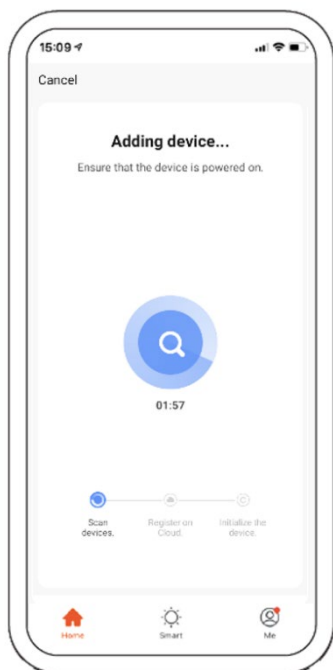 15:09
Cancel
Adding device...
Ensure that the device is powered on.
01:57
Scan
devices.
Register on
Cloud.
Initialize the
device.
Home
Smart
Me